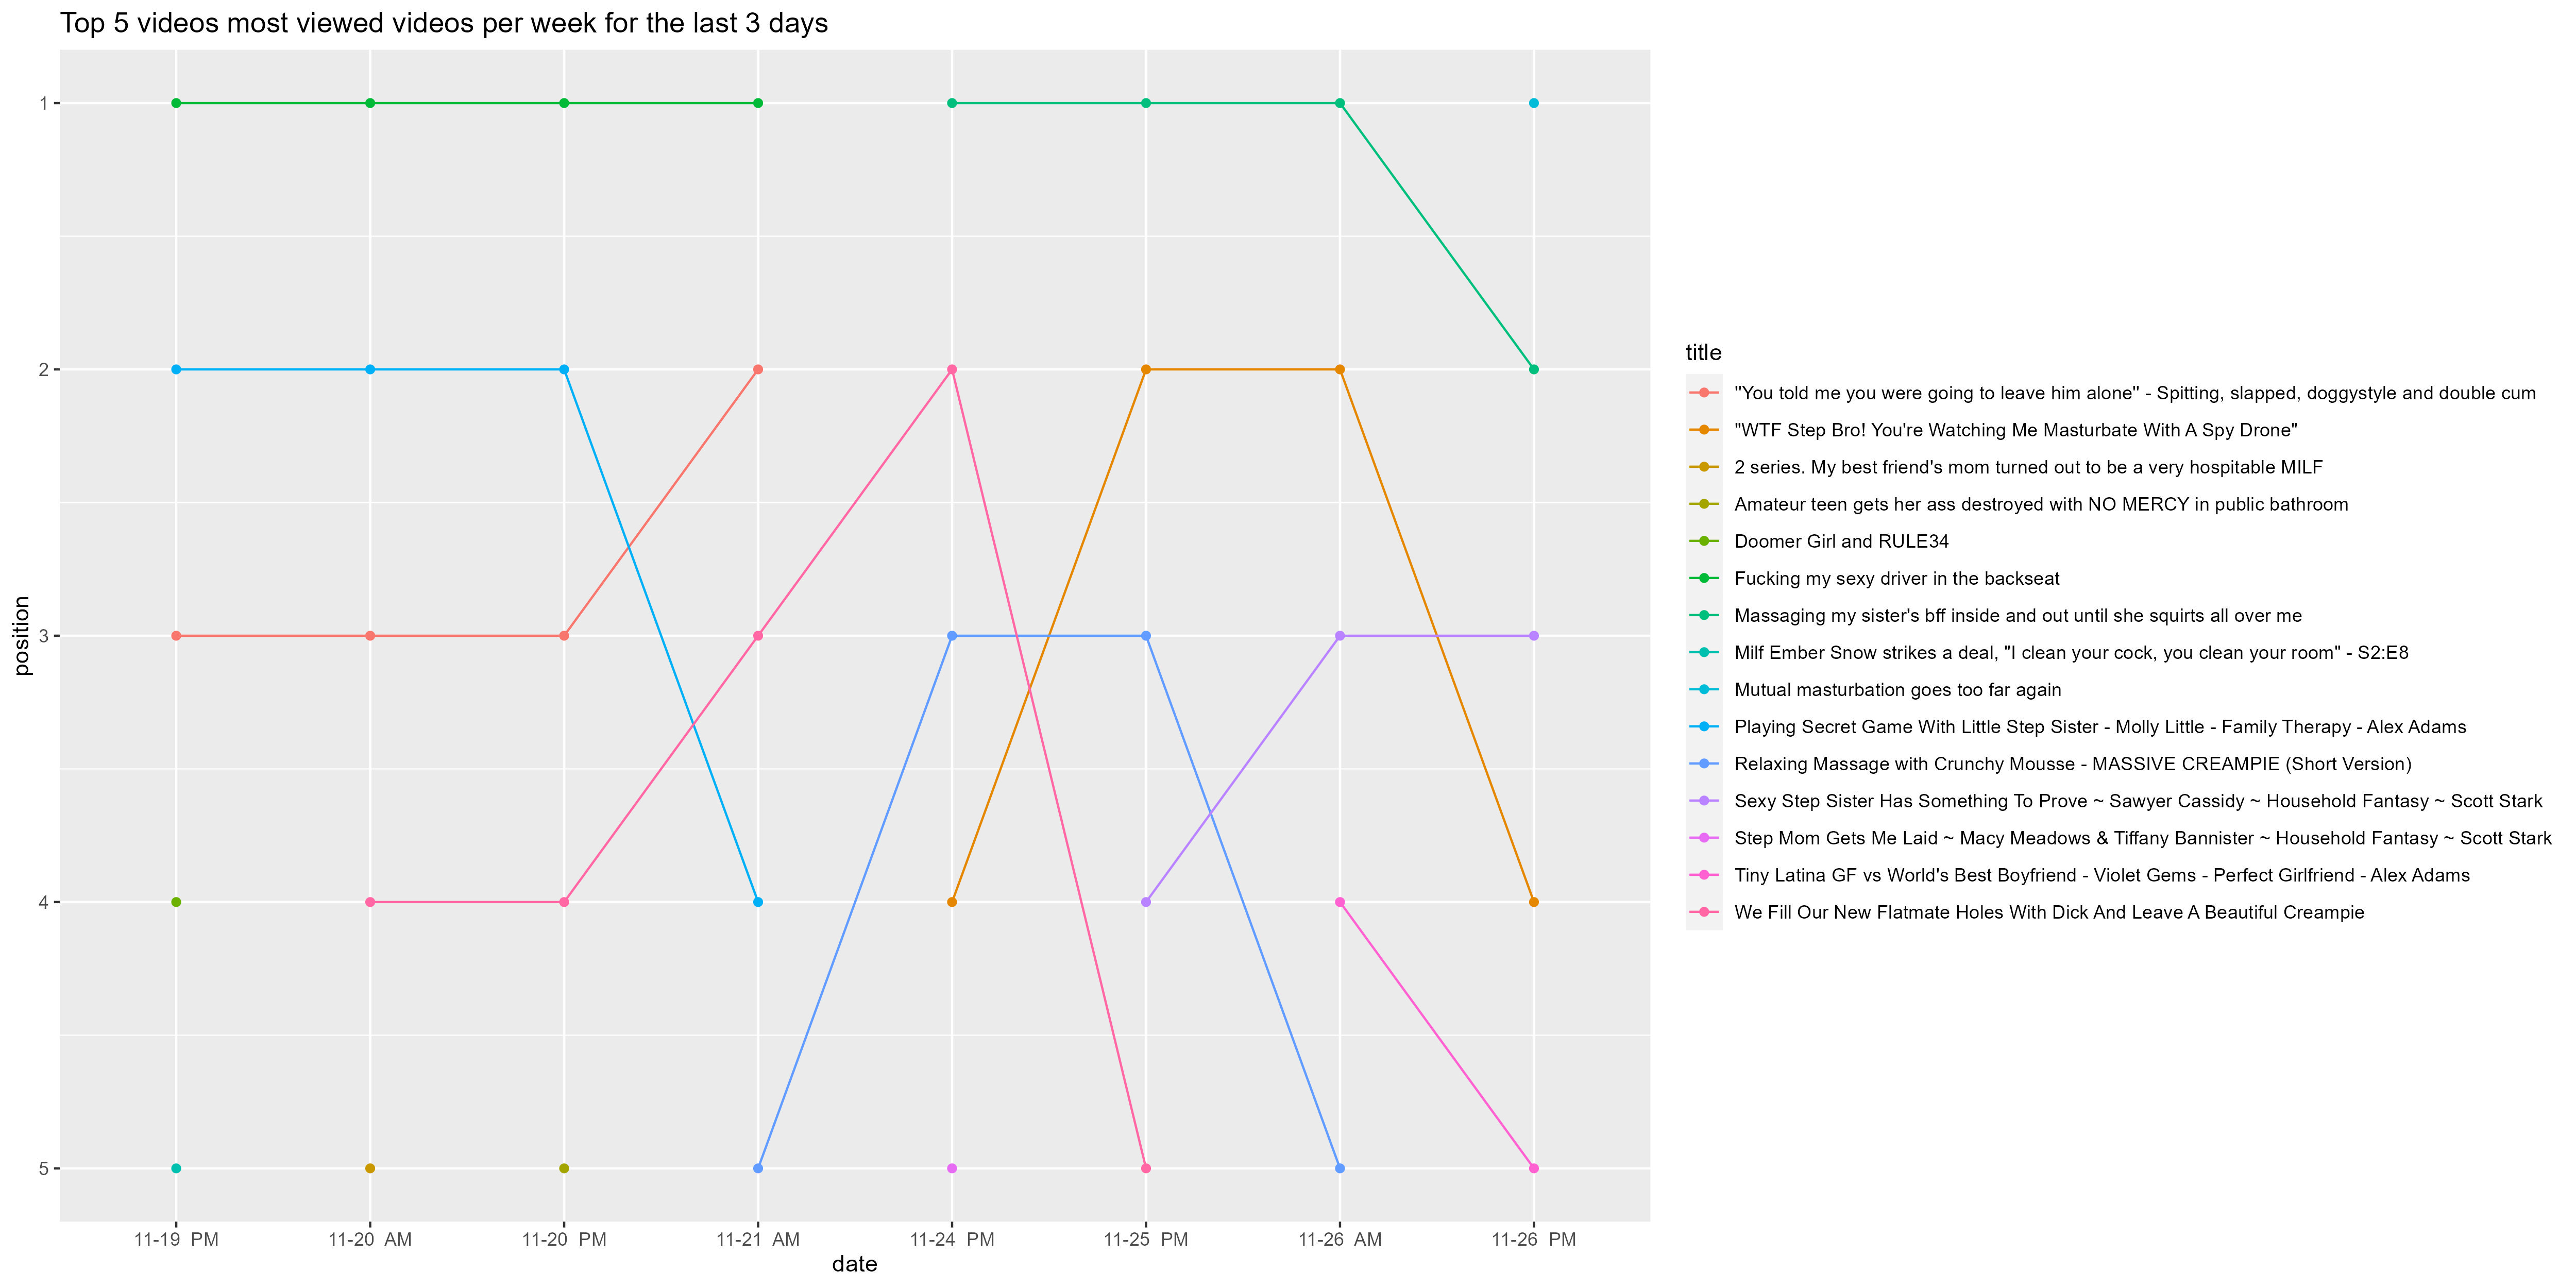 Top 5 videos most viewed videos per week for the last 3 days
1
2
3
4
5
position
11-19 PM
11-20 AM
11-20 PM
11-21 AM
11-24 PM
11-25 PM
11-26 AM
11-26 PM
date
title
"You told me you were going to leave him alone" - Spitting, slapped, doggystyle and double cum
"WTF Step Bro! You're Watching Me Masturbate With A Spy Drone"
2 series. My best friend's mom turned out to be a very hospitable MILF
Amateur teen gets her ass destroyed with NO MERCY in public bathroom
Doomer Girl and RULE34
Fucking my sexy driver in the backseat
Massaging my sister's bff inside and out until she squirts all over me
Milf Ember Snow strikes a deal, "I clean your cock, you clean your room" - S2:E8
Mutual masturbation goes too far again
Playing Secret Game With Little Step Sister - Molly Little - Family Therapy - Alex Adams
Relaxing Massage with Crunchy Mousse - MASSIVE CREAMPIE (Short Version)
Sexy Step Sister Has Something To Prove ~ Sawyer Cassidy ~ Household Fantasy ~ Scott Stark
Step Mom Gets Me Laid ~ Macy Meadows & Tiffany Bannister ~ Household Fantasy ~ Scott Stark
Tiny Latina GF vs World's Best Boyfriend - Violet Gems - Perfect Girlfriend - Alex Adams
We Fill Our New Flatmate Holes With Dick And Leave A Beautiful Creampie